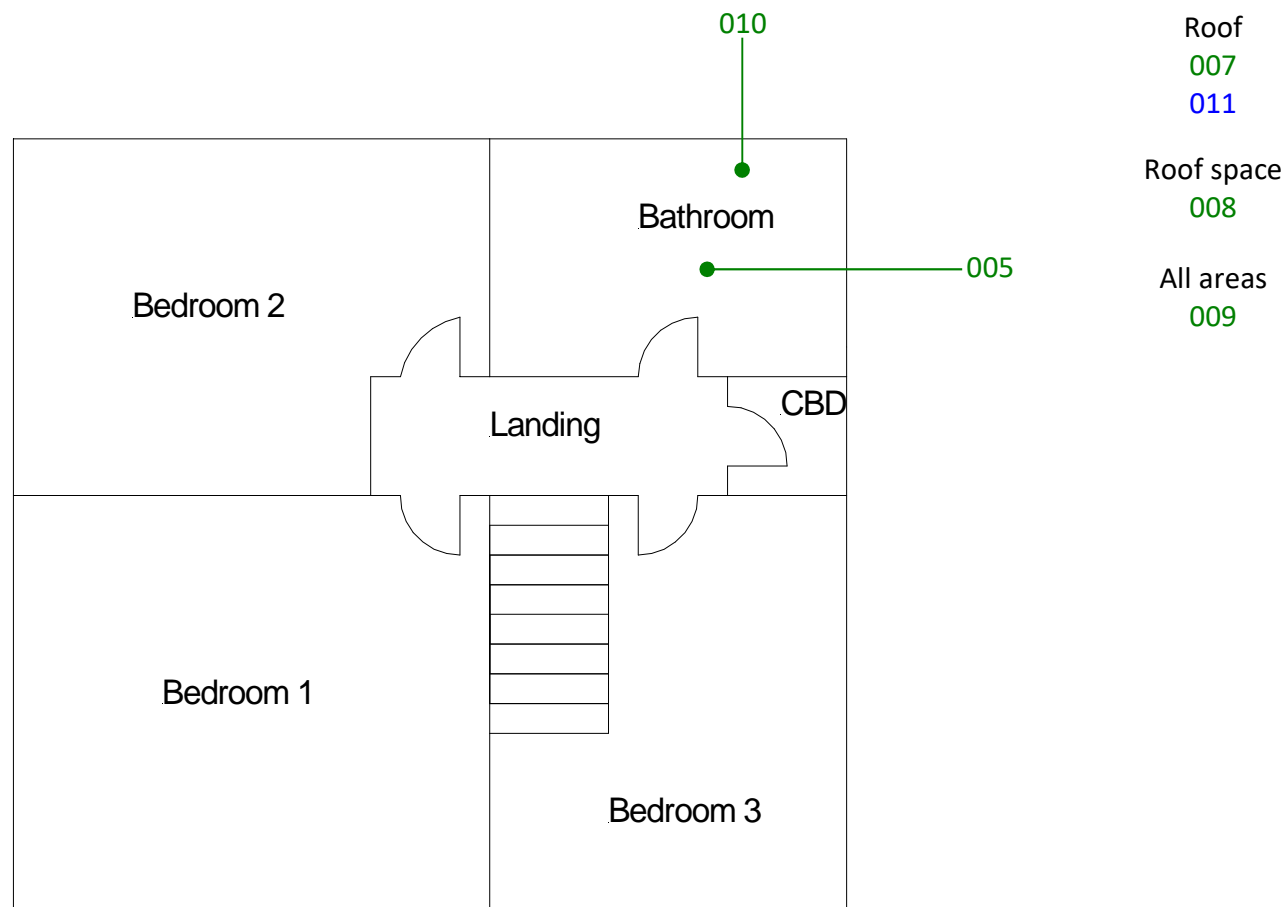 010
Roof
007
011
Roof space
008
Bathroom
005
All areas
009
Bedroom 2
CBD
Landing
Bedroom 1
Bedroom 3